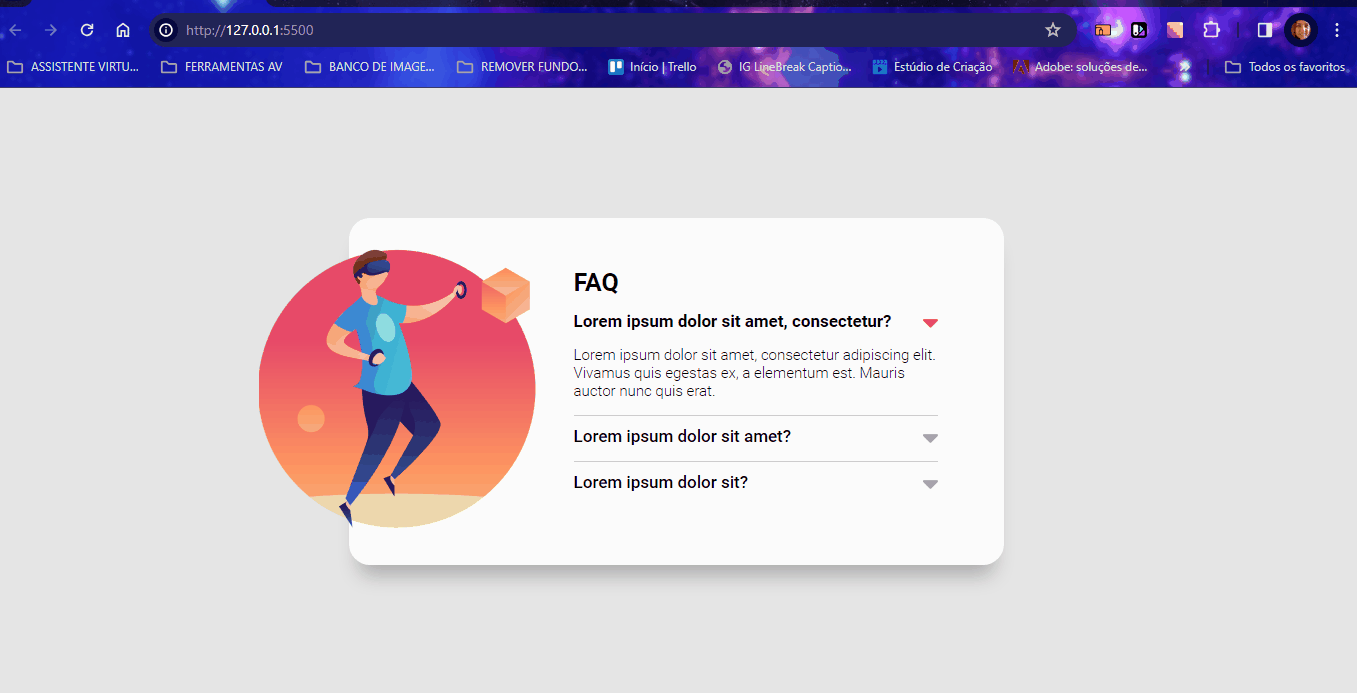 http://127.0.0.1:5500
ASSISTENTE VIRTU... FERRAMENTAS AV BANCO DE IMAGE... REMOVER FUNDO... Início | Trello IG LineBreak Captio... Estúdio de Criação Adobe: soluções de... Todos os favoritos
FAQ
Lorem ipsum dolor sit amet, consectetur?
Lorem ipsum dolor sit amet, consectetur adipiscing elit.
Vivamus quis egestas ex, a elementum est. Mauris
auctor nunc quis erat.
Lorem ipsum dolor sit amet?
Lorem ipsum dolor sit?